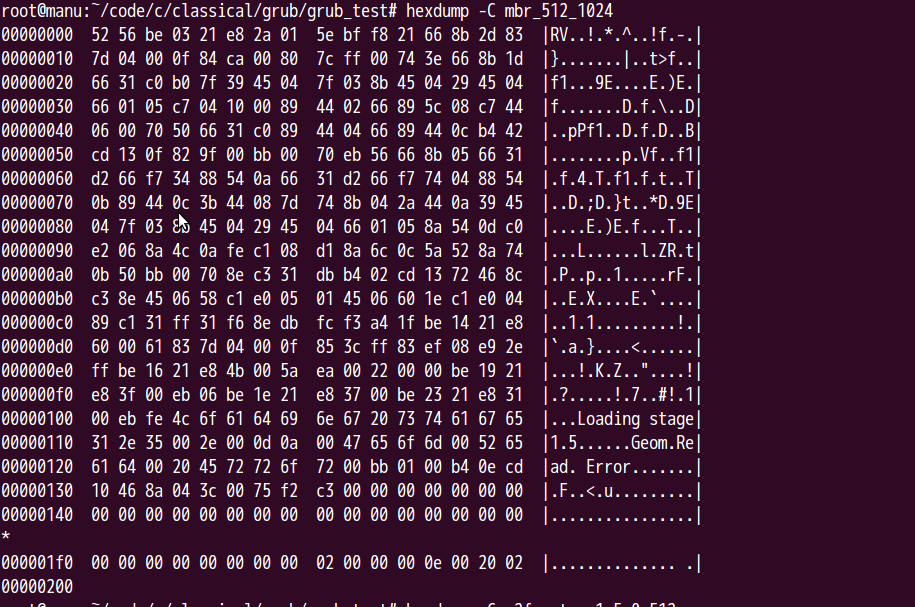 root@manu:~/code/c/classical/grub/grub_test# hexdump -C mbr_512_1024
00000000  52 56 be 03 21 e8 2a 01  5e bf f8 21 66 8b 2d 83  |RV..!.*.^..!f.-.|
00000010  7d 04 00 0f 84 ca 00 80  7c ff 00 74 3e 66 8b 1d  |}.......|..t>f..|
00000020  66 31 c0 b0 7f 39 45 04  7f 03 8b 45 04 29 45 04  |f1...9E....E.)E.|
00000030  66 01 05 c7 04 10 00 89  44 02 66 89 5c 08 c7 44  |f.......D.f.\..D|
00000040  06 00 70 50 66 31 c0 89  44 04 66 89 44 0c b4 42  |..pPf1..D.f.D..B|
00000050  cd 13 0f 82 9f 00 bb 00  70 eb 56 66 8b 05 66 31  |........p.Vf..f1|
00000060  d2 66 f7 34 88 54 0a 66  31 d2 66 f7 74 04 88 54  |.f.4.T.f1.f.t..T|
00000070  0b 89 44 0c 3b 44 08 7d  74 8b 04 2a 44 0a 39 45  |..D.;D.}t..*D.9E|
00000080  04 7f 03 8b 45 04 29 45  04 66 01 05 8a 54 0d c0  |....E.)E.f...T..|
00000090  e2 06 8a 4c 0a fe c1 08  d1 8a 6c 0c 5a 52 8a 74  |...L......l.ZR.t|
000000a0  0b 50 bb 00 70 8e c3 31  db b4 02 cd 13 72 46 8c  |.P..p..1.....rF.|
000000b0  c3 8e 45 06 58 c1 e0 05  01 45 06 60 1e c1 e0 04  |..E.X....E.`....|
000000c0  89 c1 31 ff 31 f6 8e db  fc f3 a4 1f be 14 21 e8  |..1.1.........!.|
000000d0  60 00 61 83 7d 04 00 0f  85 3c ff 83 ef 08 e9 2e  |`.a.}....<......|
000000e0  ff be 16 21 e8 4b 00 5a  ea 00 22 00 00 be 19 21  |...!.K.Z.."....!|
000000f0  e8 3f 00 eb 06 be 1e 21  e8 37 00 be 23 21 e8 31  |.?.....!.7..#!.1|
00000100  00 eb fe 4c 6f 61 64 69  6e 67 20 73 74 61 67 65  |...Loading stage|
00000110  31 2e 35 00 2e 00 0d 0a  00 47 65 6f 6d 00 52 65  |1.5......Geom.Re|
00000120  61 64 00 20 45 72 72 6f  72 00 bb 01 00 b4 0e cd  |ad. Error.......|
00000130  10 46 8a 04 3c 00 75 f2  c3 00 00 00 00 00 00 00  |.F..<.u.........|
00000140  00 00 00 00 00 00 00 00  00 00 00 00 00 00 00 00  |................|
*
000001f0  00 00 00 00 00 00 00 00  02 00 00 00 0e 00 20 02  |.............. .|
00000200